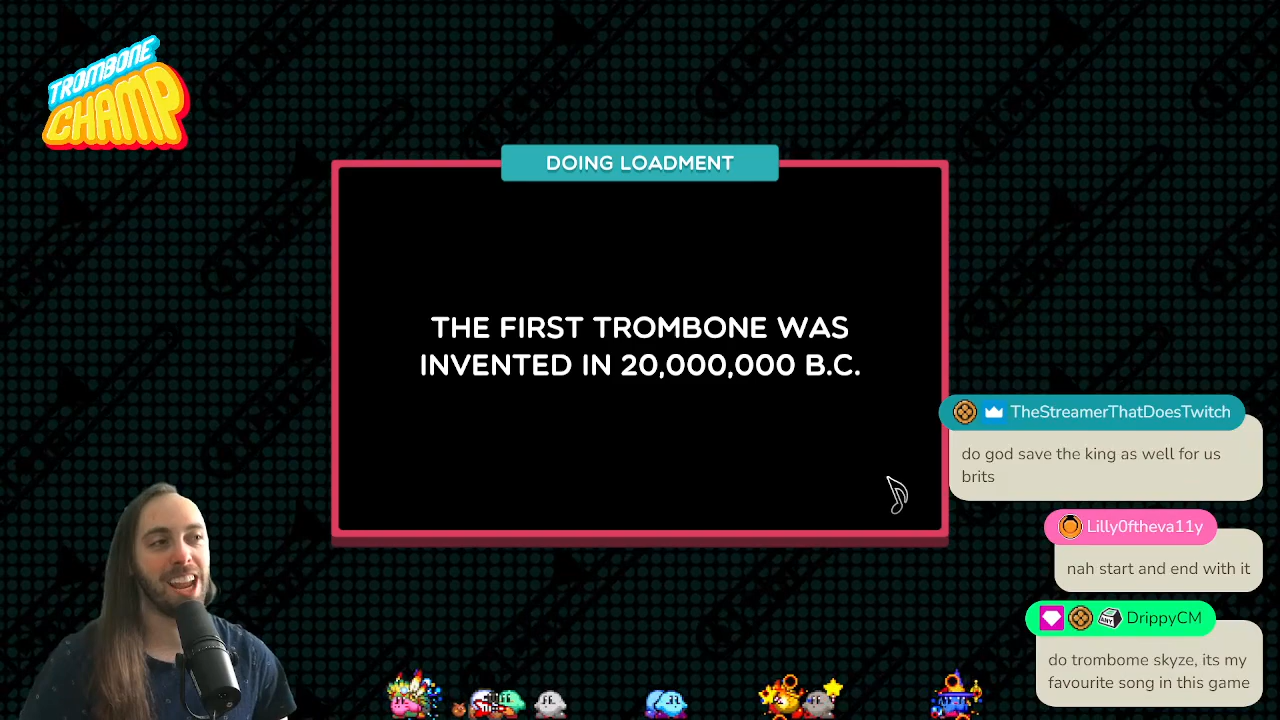 TROMBONE
CHAMP
DOING LOADMENT
THE FIRST TROMBONE WAS
INVENTED IN 20,000,000 B.C.
TheStreamerThatDoesTwitch
do god save the king as well for us
brits
Lilly0ftheva11y
nah start and end with it
ANY
DrippyCM
do trombome skyze, its my
favourite song in this game